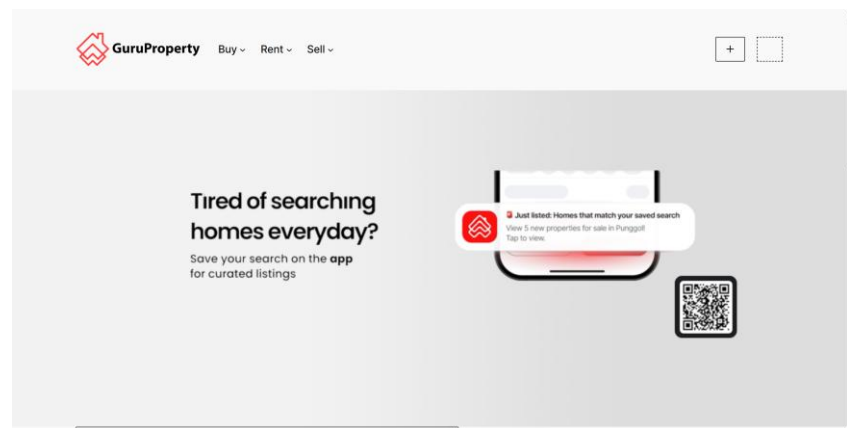 GuruProperty
Buy
Rent
Sell
+
Tired of searching
homes everyday?
Save your search on the app
for curated listings
Just listed: Homes that match your saved search
View 5 new properties for sale in Punggol!
Tap to view.